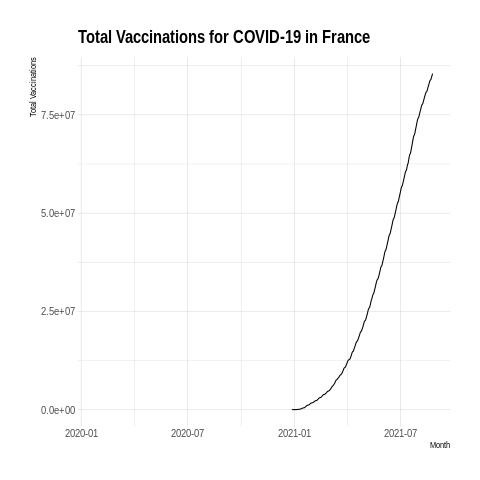 Total Vaccinations for COVID-19 in France
Total Vaccinations
7.5e+07
5.0e+07
2.5e+07
0.0e+00
2020-01 2020-07 2021-01 2021-07
Month